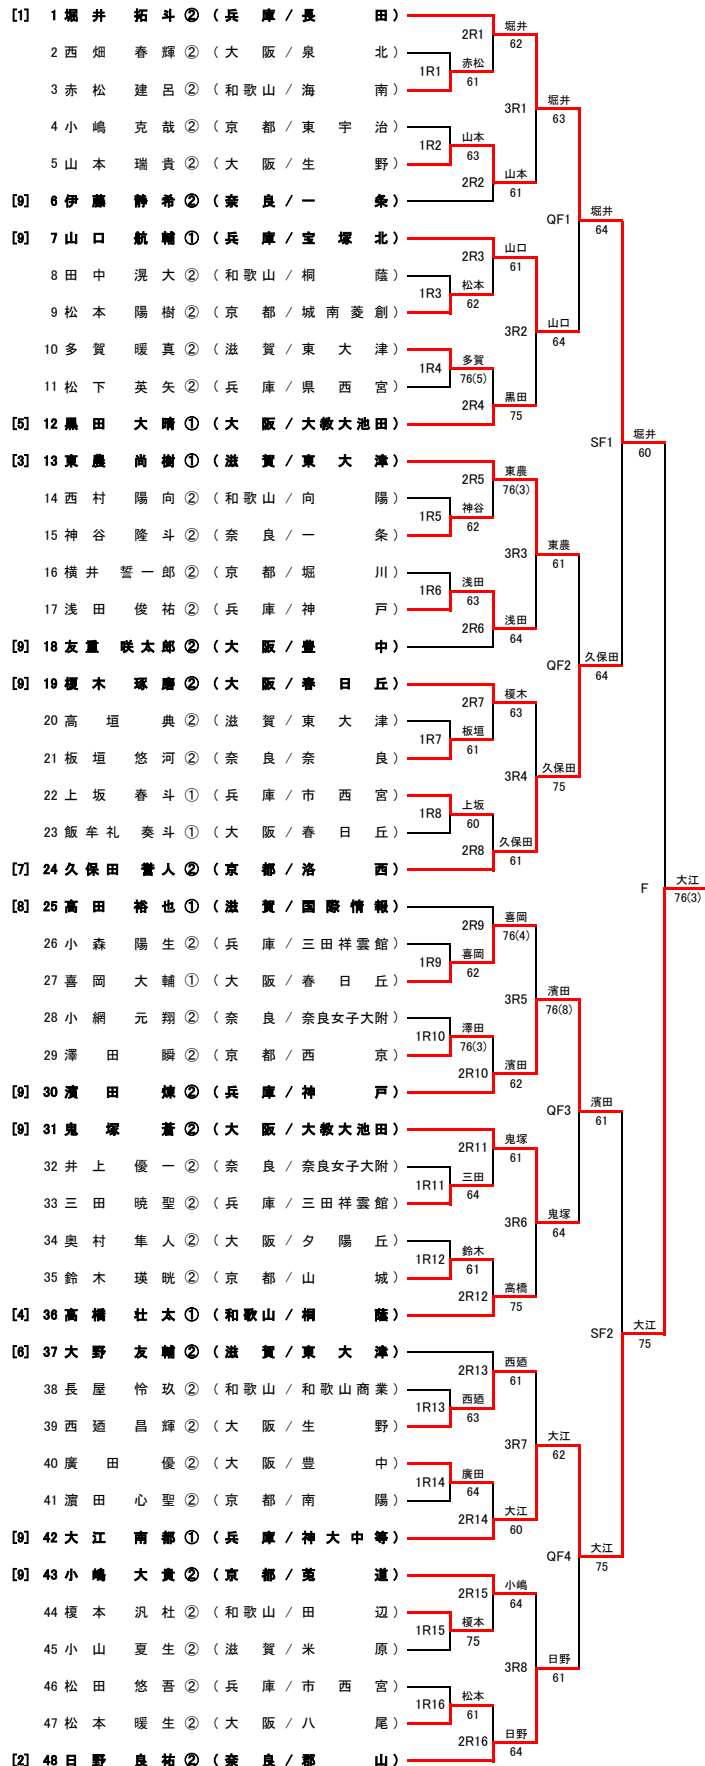 [1] 1 堀井 拓斗 ② (兵庫/長田)
2R1 堀井 62
2 西畑 春輝 ② (大阪/泉北)
1R1 赤松 61
3 赤松 建呂 ② (和歌山/海南)
3R1 堀井 63
4 小嶋 克哉 ② (京都/東宇治)
1R2 山本 63
5 山本 瑞貴 ② (大阪/生野)
2R2 山本 61
[9] 6 伊藤 静希 ② (奈良/一条)
QF1 堀井 64
[9] 7 山口 航輔 ① (兵庫/宝塚北)
2R3 山口 61
8 田中 滉大 ② (和歌山/桐蔭)
1R3 松本 62
9 松本 陽樹 ② (京都/城南菱創)
3R2 山口 64
10 多賀 暖真 ② (滋賀/東大津)
1R4 多賀 76(5)
11 松下 英矢 ② (兵庫/県西宮)
2R4 黒田 75
[5] 12 黒田 大晴 ① (大阪/大教大池田)
SF1 堀井 60
[3] 13 東農 尚樹 ① (滋賀/東大津)
2R5 東農 76(3)
14 西村 陽向 ② (和歌山/向陽)
1R5 神谷 62
15 神谷 隆斗 ② (奈良/一条)
3R3 東農 61
16 横井 誓一郎 ② (京都/堀川)
1R6 浅田 63
17 浅田 俊祐 ② (兵庫/神戸)
2R6 浅田 64
[9] 18 友重 咲太郎 ② (大阪/豊中)
QF2 久保田 64
[9] 19 榎木 琢磨 ② (大阪/春日丘)
2R7 榎木 63
20 高垣 典 ② (滋賀/東大津)
1R7 板垣 61
21 板垣 悠河 ② (奈良/奈良)
3R4 久保田 75
22 上坂 春斗 ① (兵庫/市西宮)
1R8 上坂 60
23 飯牟礼 奏斗 ① (大阪/春日丘)
2R8 久保田 61
[7] 24 久保田 誉人 ② (京都/洛西)
F 大江 76(3)
[8] 25 高田 裕也 ① (滋賀/国際情報)
2R9 喜岡 76(4)
26 小森 陽生 ② (兵庫/三田祥雲館)
1R9 喜岡 62
27 喜岡 大輔 ① (大阪/春日丘)
3R5 濱田 76(8)
28 小網 元翔 ② (奈良/奈良女子大附)
1R10 澤田 76(3)
29 澤田 瞬 ② (京都/西京)
2R10 濱田 62
[9] 30 濱田 煉 ② (兵庫/神戸)
QF3 濱田 61
[9] 31 鬼塚 蒼 ② (大阪/大教大池田)
2R11 鬼塚 61
32 井上 優一 ② (奈良/奈良女子大附)
1R11 三田 64
33 三田 暁聖 ② (兵庫/三田祥雲館)
3R6 鬼塚 64
34 奥村 隼人 ② (大阪/夕陽丘)
1R12 鈴木 61
35 鈴木 瑛晄 ② (京都/山城)
2R12 高橋 75
[4] 36 高橋 壮太 ① (和歌山/桐蔭)
SF2 大江 75
[6] 37 大野 友輔 ② (滋賀/東大津)
2R13 西廼 61
38 長屋 怜玖 ② (和歌山/和歌山商業)
1R13 西廼 63
39 西廼 昌輝 ② (大阪/生野)
3R7 大江 62
40 廣田 優 ② (大阪/豊中)
1R14 廣田 64
41 濵田 心聖 ② (京都/南陽)
2R14 大江 60
[9] 42 大江 南都 ① (兵庫/神大中等)
QF4 大江 75
[9] 43 小嶋 大貴 ② (京都/莵道)
2R15 小嶋 64
44 榎本 汎杜 ② (和歌山/田辺)
1R15 榎本 75
45 小山 夏生 ② (滋賀/米原)
3R8 日野 61
46 松田 悠吾 ② (兵庫/市西宮)
1R16 松本 61
47 松本 暖生 ② (大阪/八尾)
2R16 日野 64
[2] 48 日野 良祐 ② (奈良/郡山)